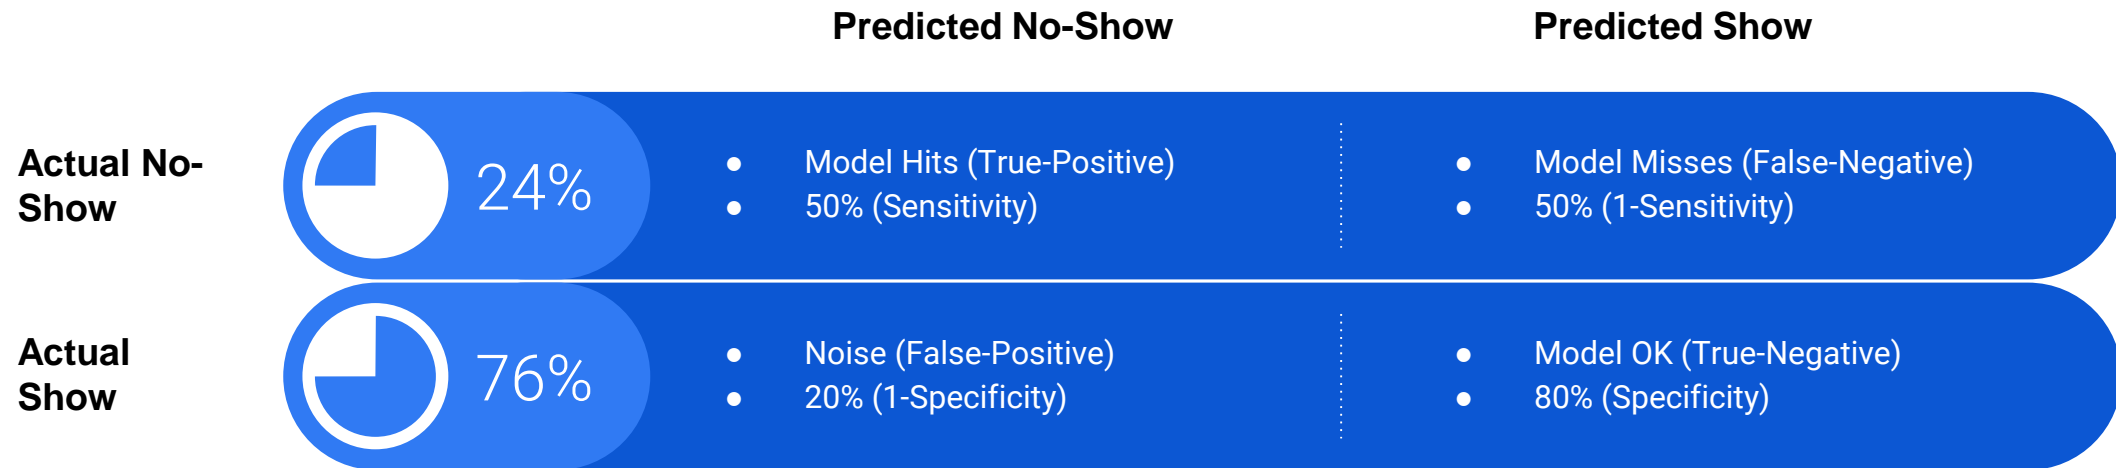 Predicted No-Show
Predicted Show
Actual No-
Show
24%
● Model Hits (True-Positive)
● 50% (Sensitivity)
● Model Misses (False-Negative)
● 50% (1-Sensitivity)
Actual
Show
76%
● Noise (False-Positive)
● 20% (1-Specificity)
● Model OK (True-Negative)
● 80% (Specificity)